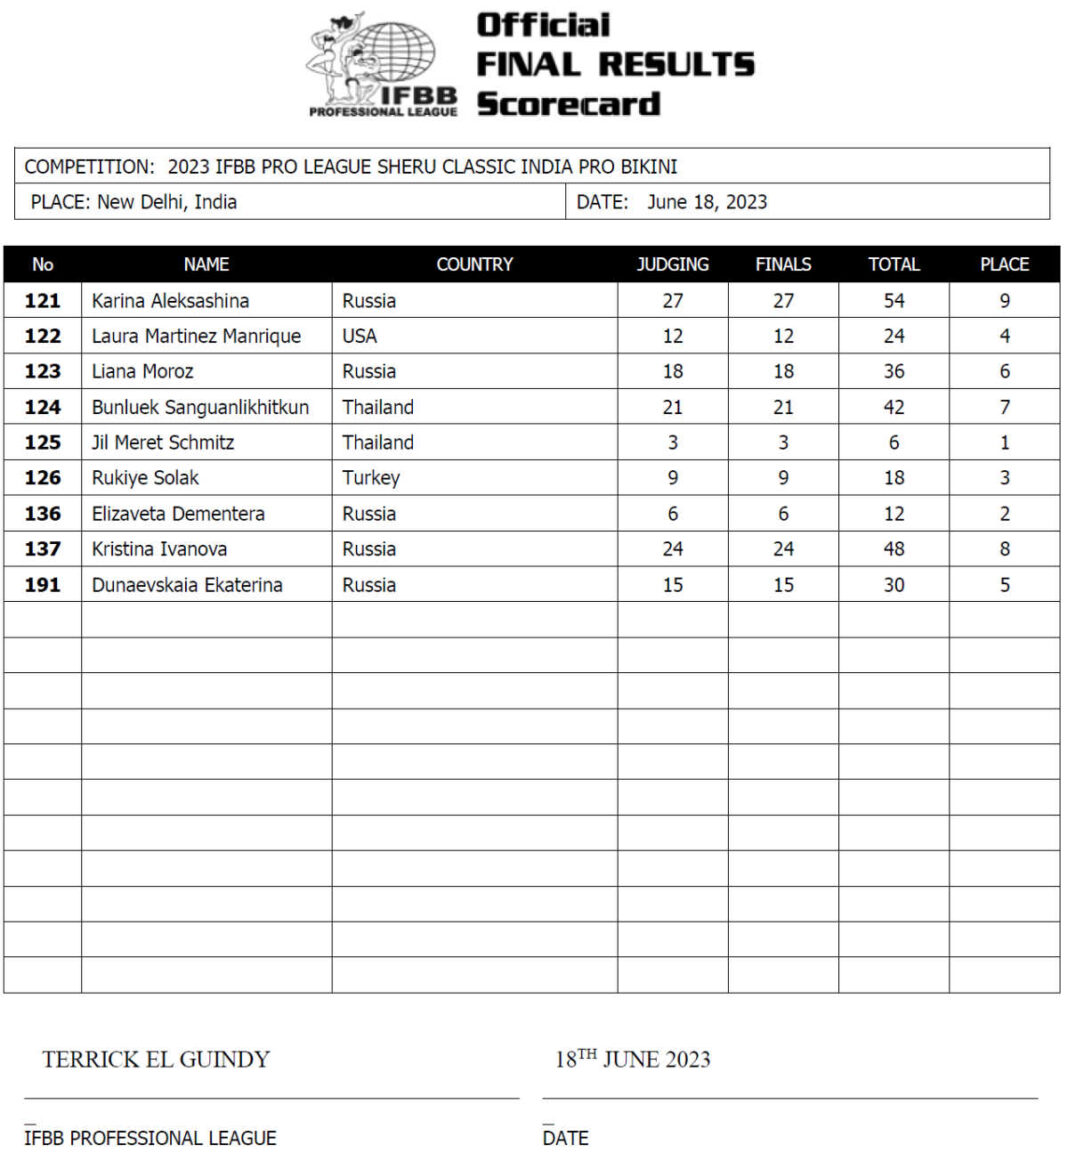 Official
FINAL RESULTS
Scorecard
IFBB
PROFESSIONAL LEAGUE
COMPETITION: 2023 IFBB PRO LEAGUE SHERU CLASSIC INDIA PRO BIKINI
PLACE: New Delhi, India DATE: June 18, 2023
No NAME COUNTRY JUDGING FINALS TOTAL PLACE
121 Karina Aleksashina Russia 27 27 54 9
122 Laura Martinez Manrique USA 12 12 24 4
123 Liana Moroz Russia 18 18 36 6
124 Bunluek Sanguanlikhitkun Thailand 21 21 42 7
125 Jil Meret Schmitz Thailand 3 3 6 1
126 Rukiye Solak Turkey 9 9 18 3
136 Elizaveta Dementera Russia 6 6 12 2
137 Kristina Ivanova Russia 24 24 48 8
191 Dunaevskaia Ekaterina Russia 15 15 30 5
TERRICK EL GUINDY 18TH JUNE 2023
IFBB PROFESSIONAL LEAGUE DATE